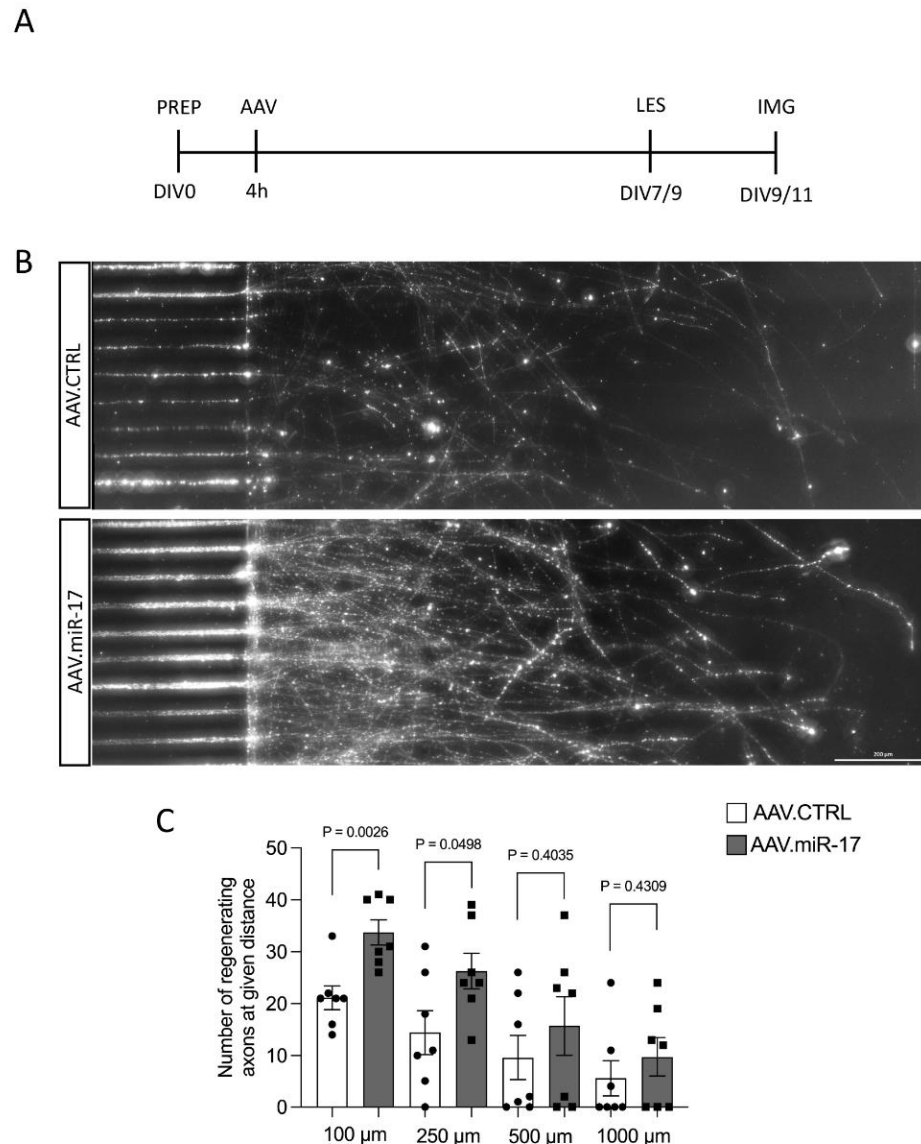 A
PREP AAV LES IMG
DIV0 4h DIV7/9 DIV9/11
B
AAV.CTRL
AAV.miR-17
200 µm
C
AAV.CTRL
AAV.miR-17
P = 0.0026
P = 0.0498
P = 0.4035
P = 0.4309
Number of regenerating
axons at given distance
50
40
30
20
10
0
100 µm 250 µm 500 µm 1000 µm